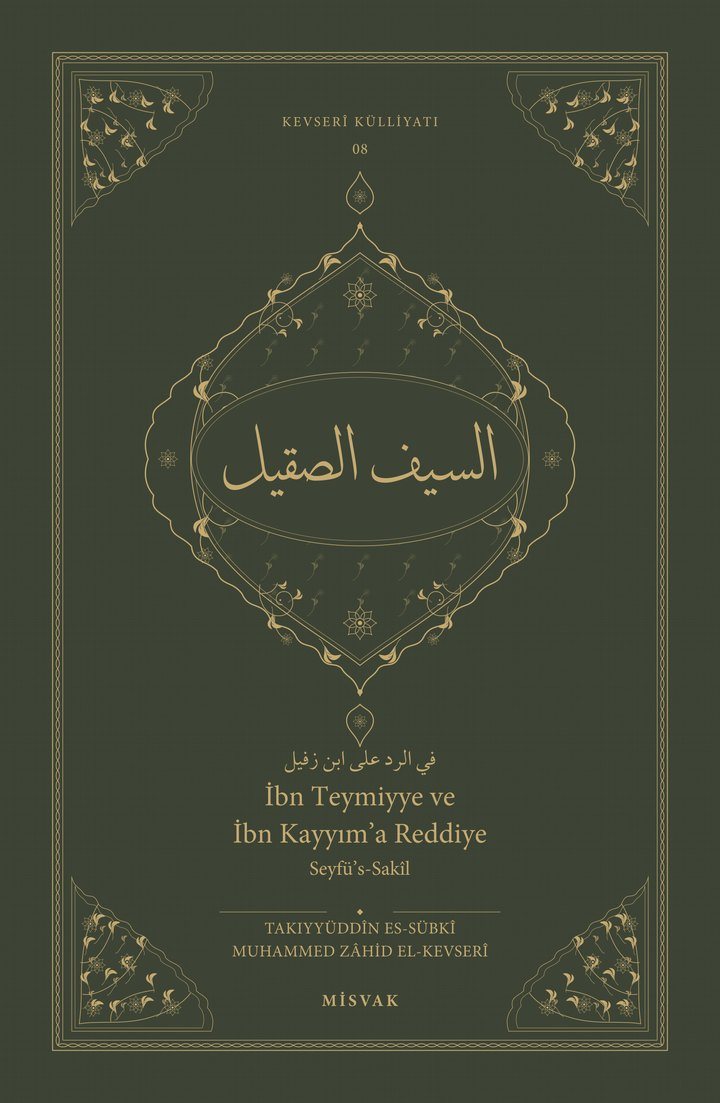 KEVSERÎ KÜLLİYATI
08
السيف الصقيل
في الرد على ابن زفيل
İbn Teymiyye ve
İbn Kayyım’a Reddiye
Seyfü’s-Sakîl
TAKIYYÜDDÎN ES-SÜBKÎ
MUHAMMED ZÂHİD EL-KEVSERÎ
MİSVAK